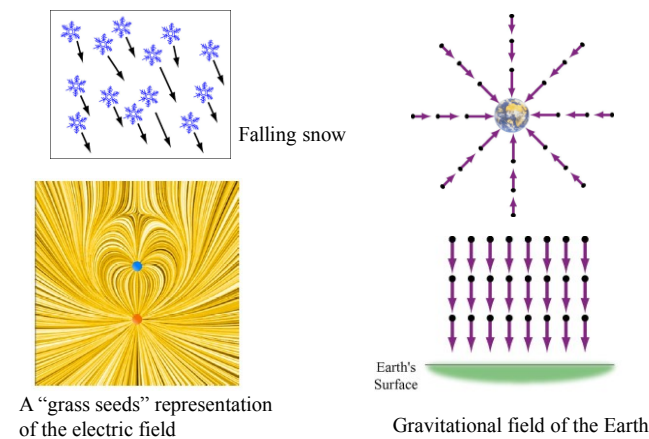 Falling snow
A “grass seeds” representation
of the electric field
Earth's
Surface
Gravitational field of the Earth